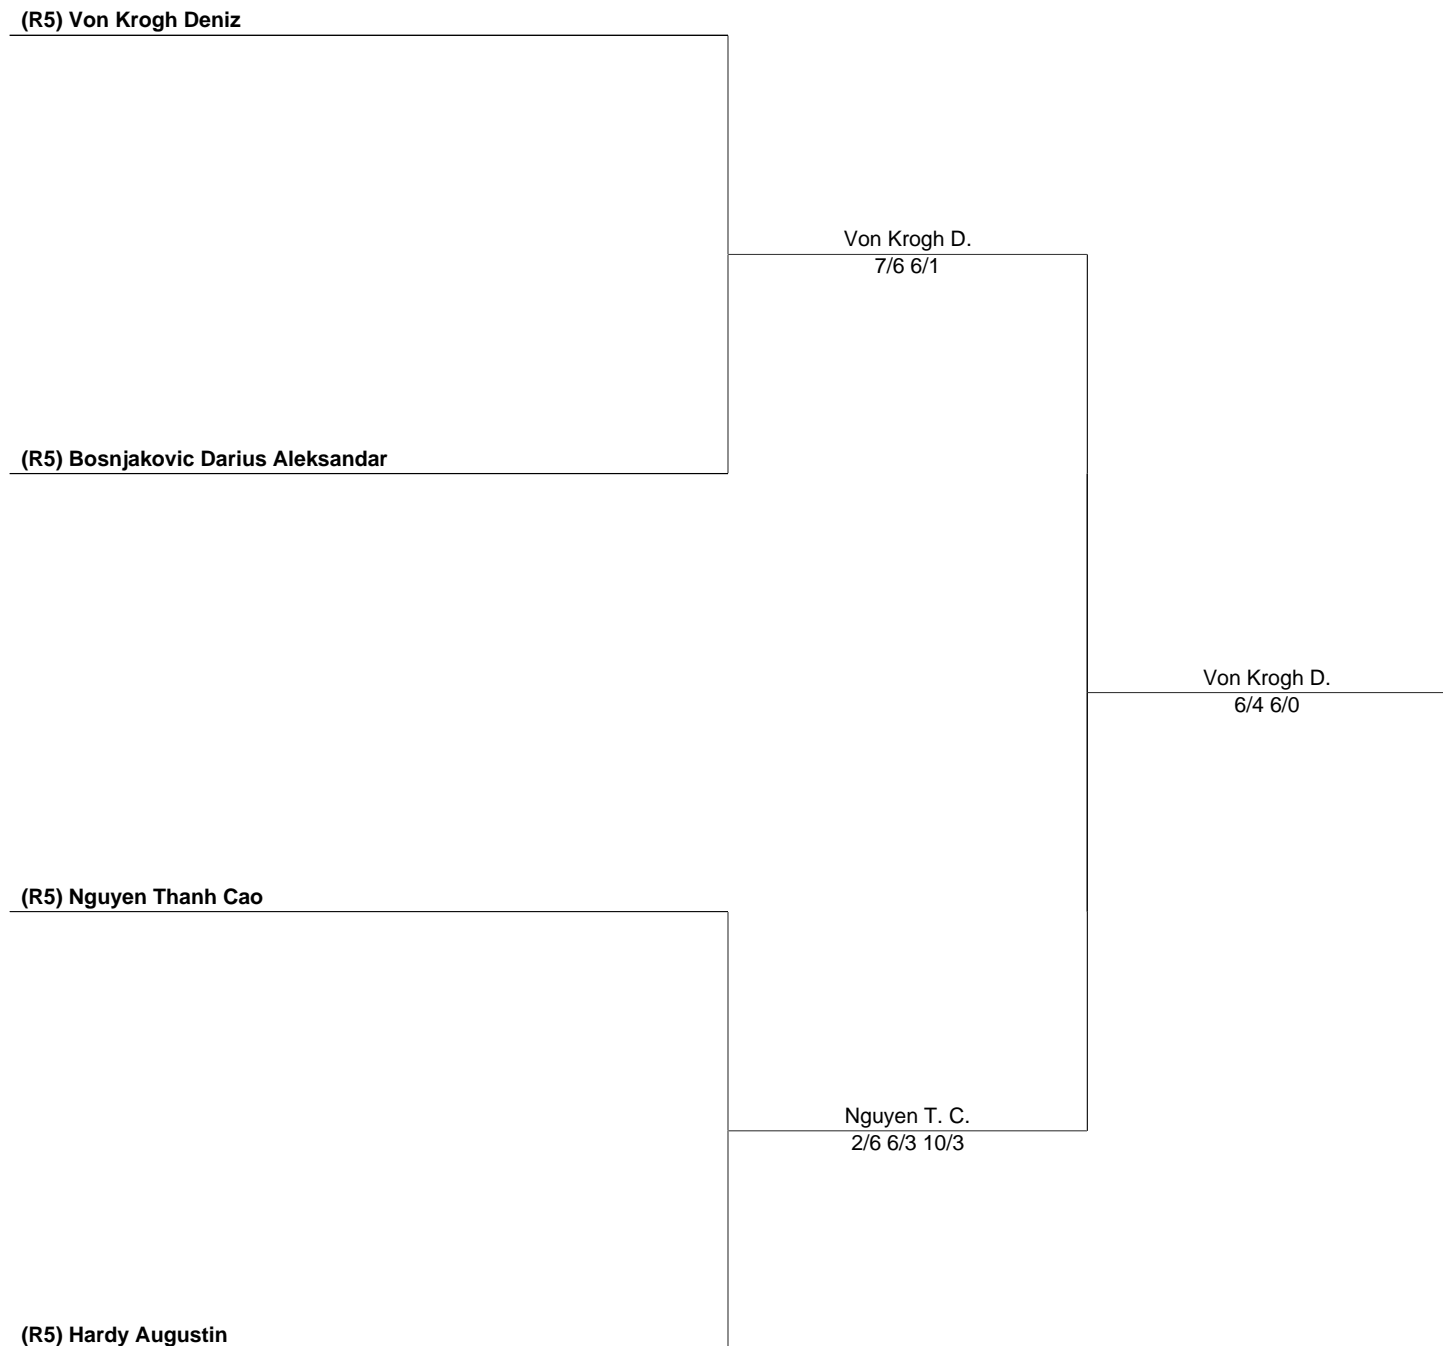 (R5) Von Krogh Deniz
Von Krogh D.
7/6 6/1
(R5) Bosnjakovic Darius Aleksandar
Von Krogh D.
6/4 6/0
(R5) Nguyen Thanh Cao
Nguyen T. C.
2/6 6/3 10/3
(R5) Hardy Augustin